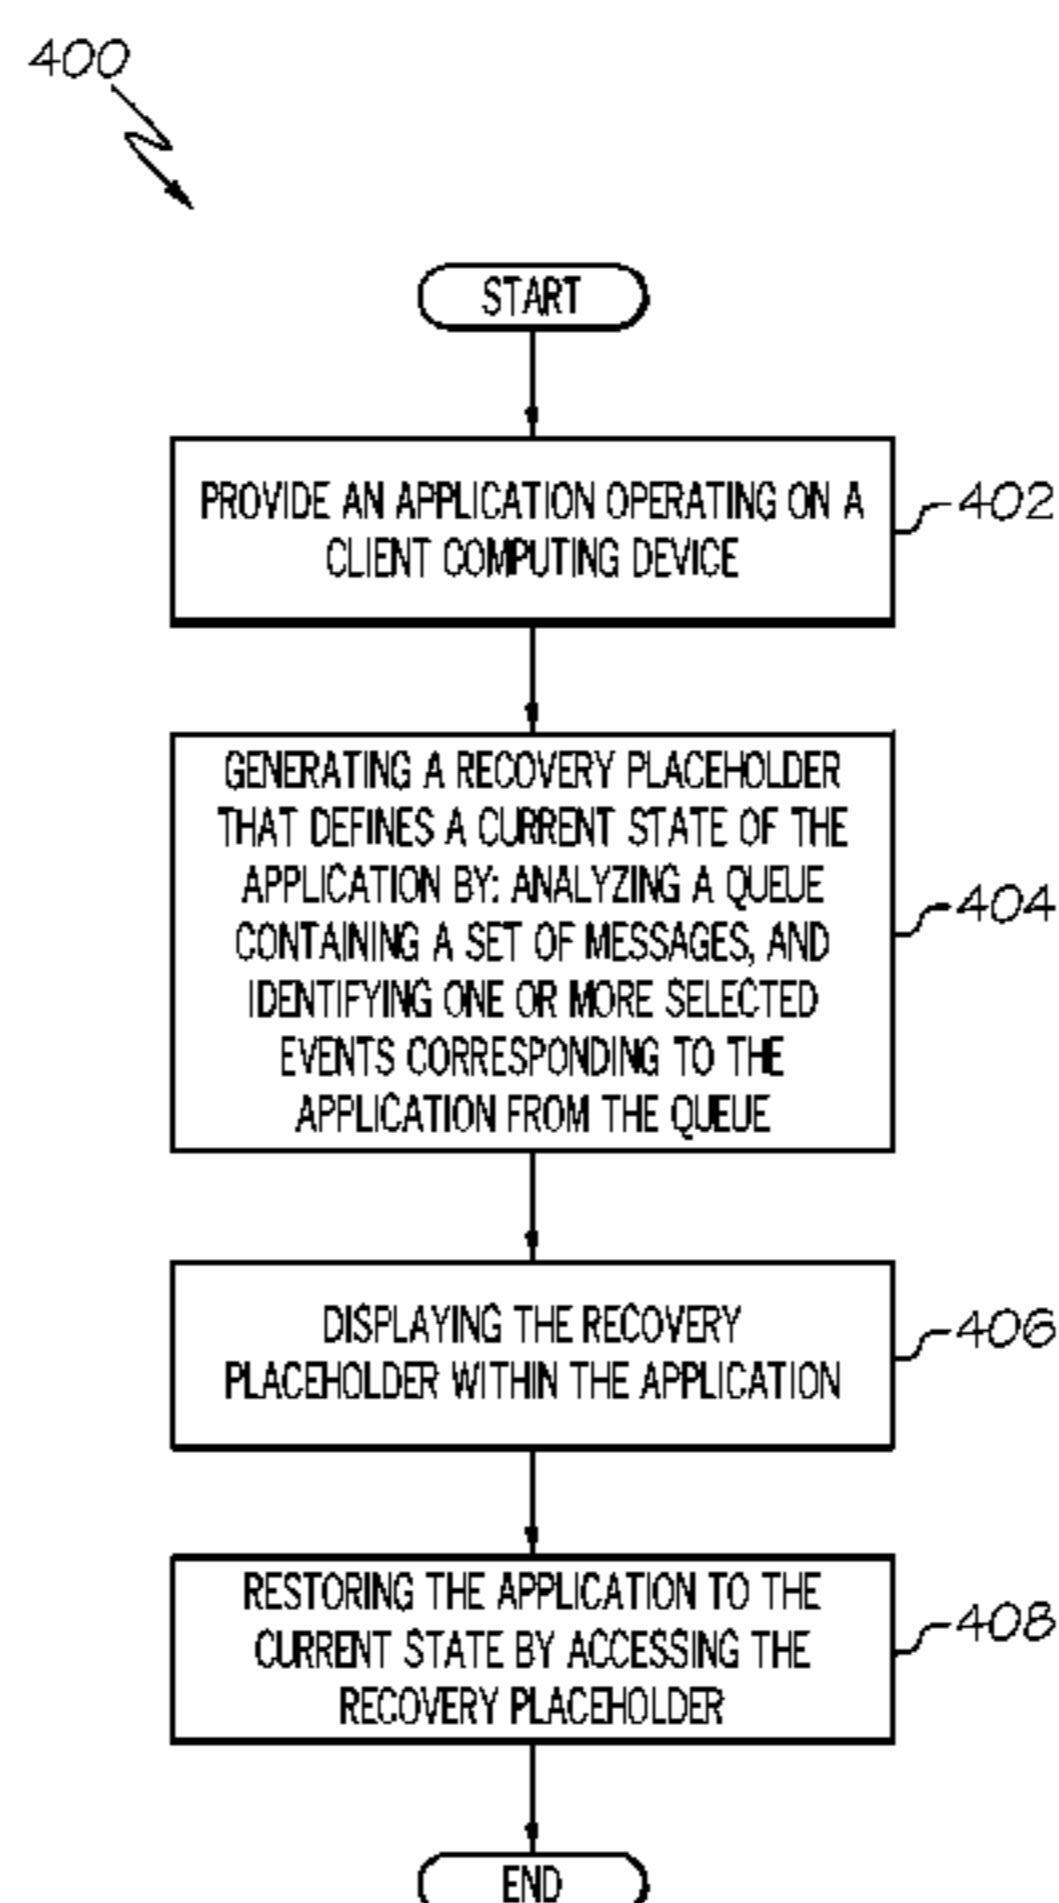 400
START
PROVIDE AN APPLICATION OPERATING ON A
CLIENT COMPUTING DEVICE
402
GENERATING A RECOVERY PLACEHOLDER
THAT DEFINES A CURRENT STATE OF THE
APPLICATION BY: ANALYZING A QUEUE
CONTAINING A SET OF MESSAGES, AND
IDENTIFYING ONE OR MORE SELECTED
EVENTS CORRESPONDING TO THE
APPLICATION FROM THE QUEUE
404
DISPLAYING THE RECOVERY
PLACEHOLDER WITHIN THE APPLICATION
406
RESTORING THE APPLICATION TO THE
CURRENT STATE BY ACCESSING THE
RECOVERY PLACEHOLDER
408
END